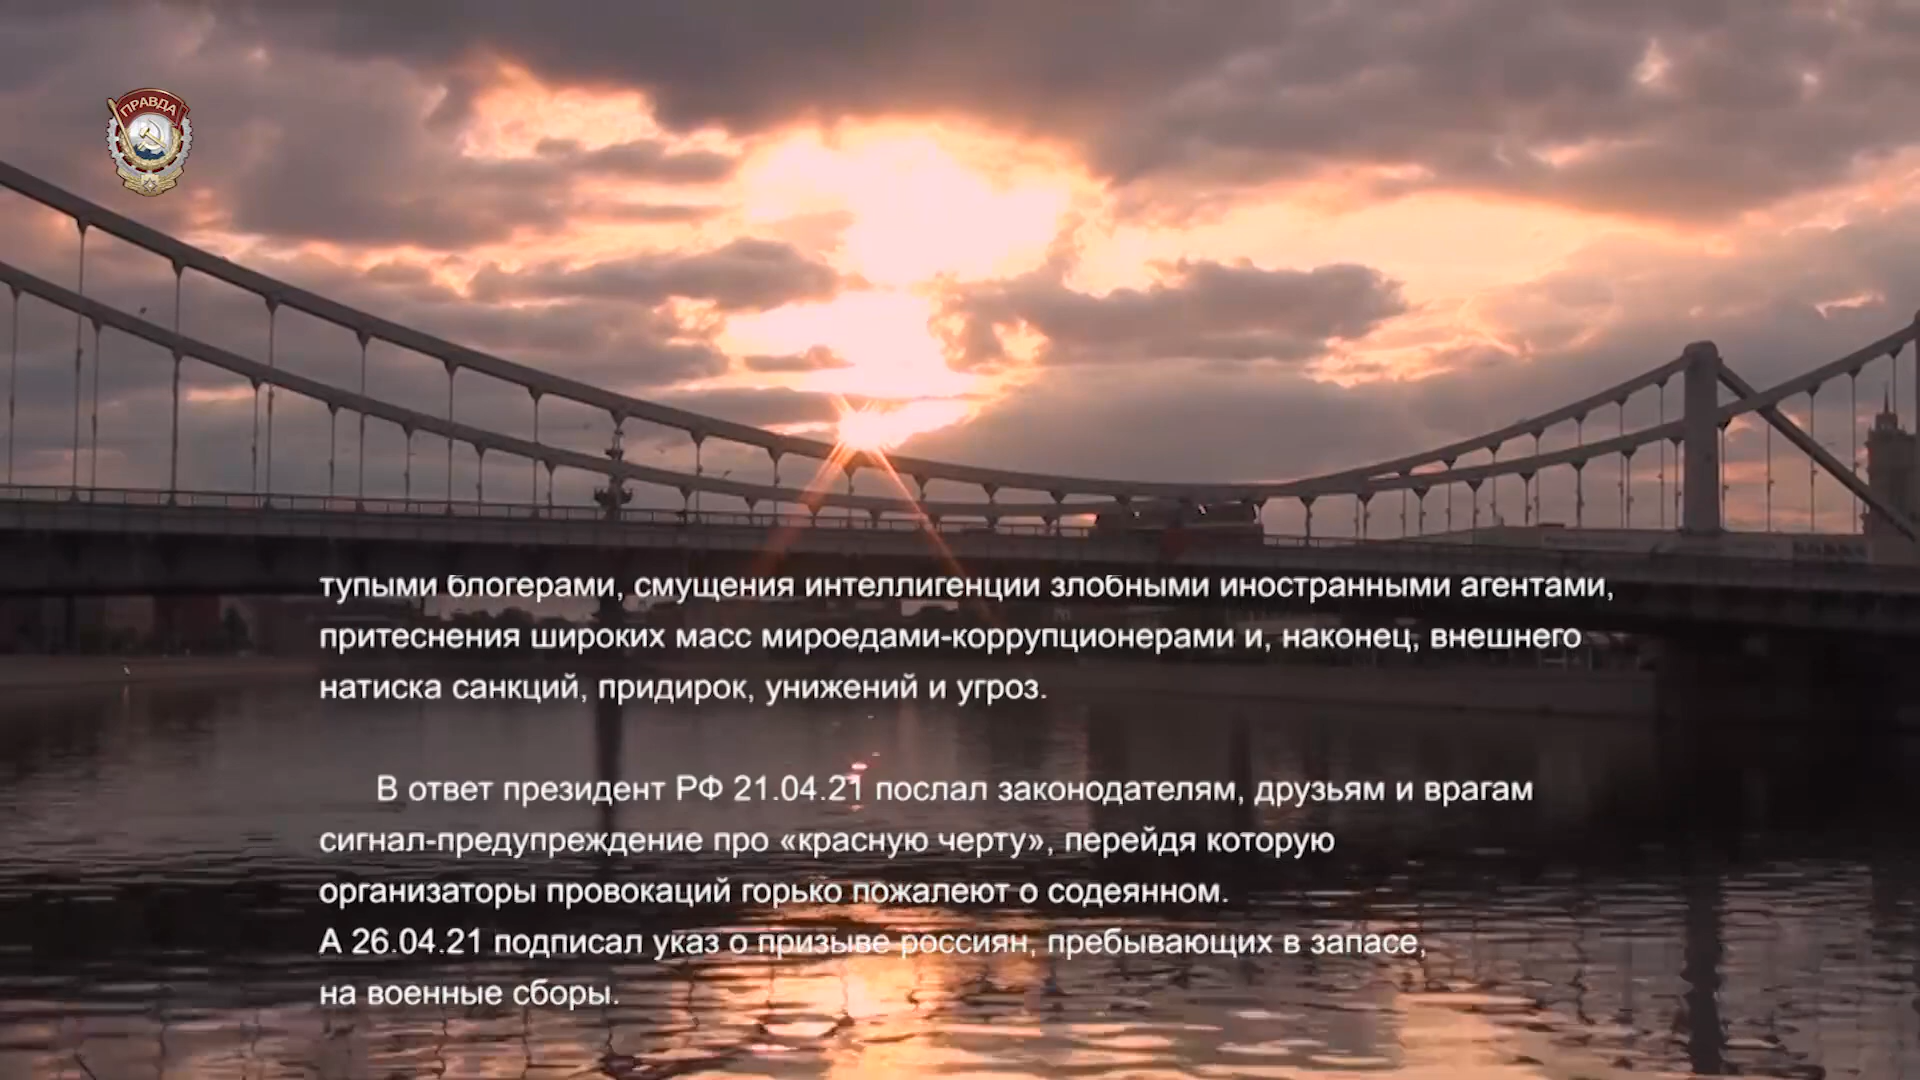 ПРАВДА
тупыми блогерами, смущения интеллигенции злобными иностранными агентами,
притеснения широких масс мироедами-коррупционерами и, наконец, внешнего
натиска санкций, придирок, унижений и угроз.
В ответ президент РФ 21.04.21 послал законодателям, друзьям и врагам
сигнал-предупреждение про «красную черту», перейдя которую
организаторы провокаций горько пожалеют о содеянном.
А 26.04.21 подписал указ о призыве россиян, пребывающих в запасе,
на военные сборы.